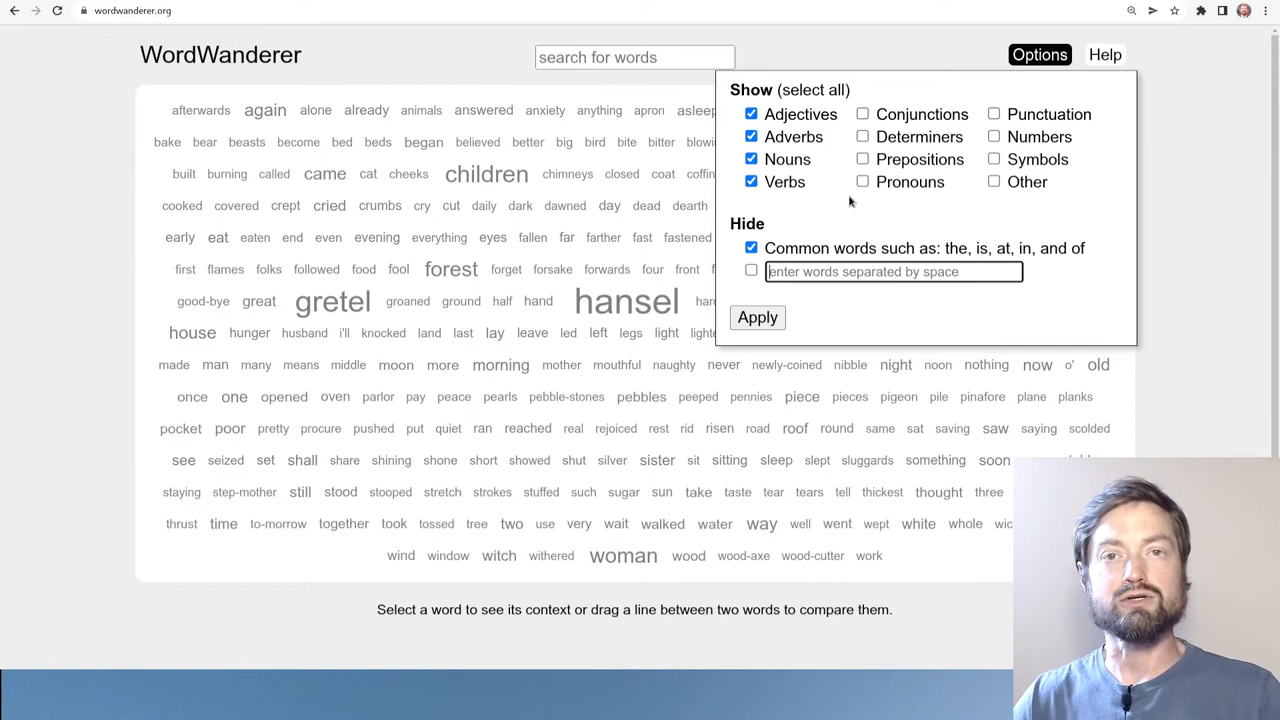 wordwanderer.org
WordWanderer
search for words
Options
Help
Show (select all)
Adjectives Conjunctions Punctuation
Adverbs Determiners Numbers
Nouns Prepositions Symbols
Verbs Pronouns Other
Hide
Common words such as: the, is, at, in, and of
enter words separated by space
Apply
afterwards again alone already animals answered anxiety anything apron asleep
bake bear beasts become bed beds began believed better big bird bite bitter
built burning called came cat cheeks children chimneys closed coat
cooked covered crept cried crumbs cry cut daily dark dawned day dead dearth
early eat eaten end even evening everything eyes fallen far farther fast fastened
first flames folks followed food fool forest forget forsake forwards four front
good-bye great gretel groaned ground half hand hansel
house hunger husband i'll knocked land last lay leave led left legs light
made man many means middle moon more morning mother mouthful naughty never newly-coined nibble night noon nothing now o' old
once one opened oven parlor pay peace pearls pebble-stones pebbles peeped pennies piece pieces pigeon pile pinafore plane planks
pocket poor pretty procure pushed put quiet ran reached real rejoiced rest rid risen road roof round same sat saving saw saying scolded
see seized set shall share shining shone short showed shut silver sister sit sitting sleep slept sluggards something soon
staying step-mother still stood stooped stretch strokes stuffed such sugar sun take taste tear tears tell thickest thought three
thrust time to-morrow together took tossed tree two use very wait walked water way well went wept white whole
wind window witch withered woman wood wood-axe wood-cutter work
Select a word to see its context or drag a line between two words to compare them.